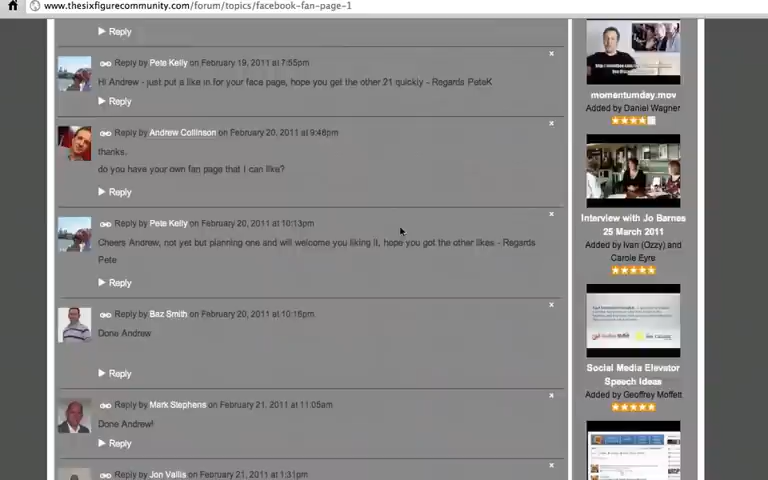 www.thesixfigurecommunity.com/forum/topics/facebook-fan-page-1
▶ Reply
Reply by Pete Kelly on February 19, 2011 at 7:55pm
Hi Andrew - just put a like in for your face page, hope you get the other 21 quickly - Regards PeteK
▶ Reply
Reply by Andrew Collinson on February 20, 2011 at 9:46pm
thanks.
do you have your own fan page that I can like?
▶ Reply
Reply by Pete Kelly on February 20, 2011 at 10:13pm
Cheers Andrew, not yet but planning one and will welcome you liking it, hope you got the other likes - Regards
Pete
▶ Reply
Reply by Baz Smith on February 20, 2011 at 10:16pm
Done Andrew
▶ Reply
Reply by Mark Stephens on February 21, 2011 at 11:05am
Done Andrew!
▶ Reply
Reply by Jon Vallis on February 21, 2011 at 1:31pm
momentumday.mov
Added by Daniel Wagner
Interview with Jo Barnes
25 March 2011
Added by Ivan (Ozzy) and
Carole Eyre
Social Media Elevator
Speech Ideas
Added by Geoffrey Moffett